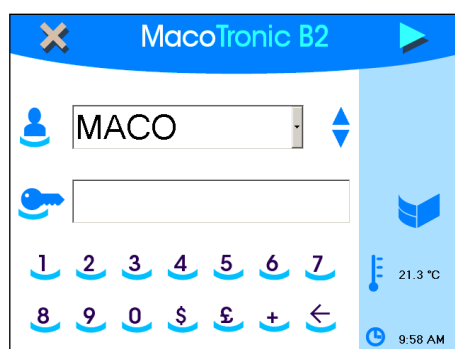 MacoTronic B2
MACO
1 2 3 4 5 6 7
8 9 0 $ £ + ←
21.3 °C
9:58 AM